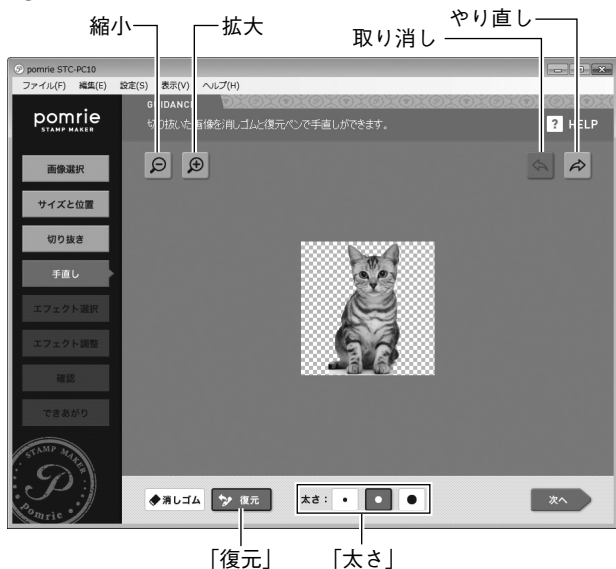 縮小
拡大
取り消し
やり直し
pomrie STC-PC10
ファイル(F) 編集(E) 設定(S) 表示(V) ヘルプ(H)
GUIDANCE
切り抜いた画像を消しゴムと復元ペンで手直しができます。
? HELP
pomrie
STAMP MAKER
画像選択
サイズと位置
切り抜き
手直し
エフェクト選択
エフェクト調整
確認
できあがり
STAMP MAKER
P
pomrie
消しゴム
復元
太さ：
次へ
「復元」
「太さ」